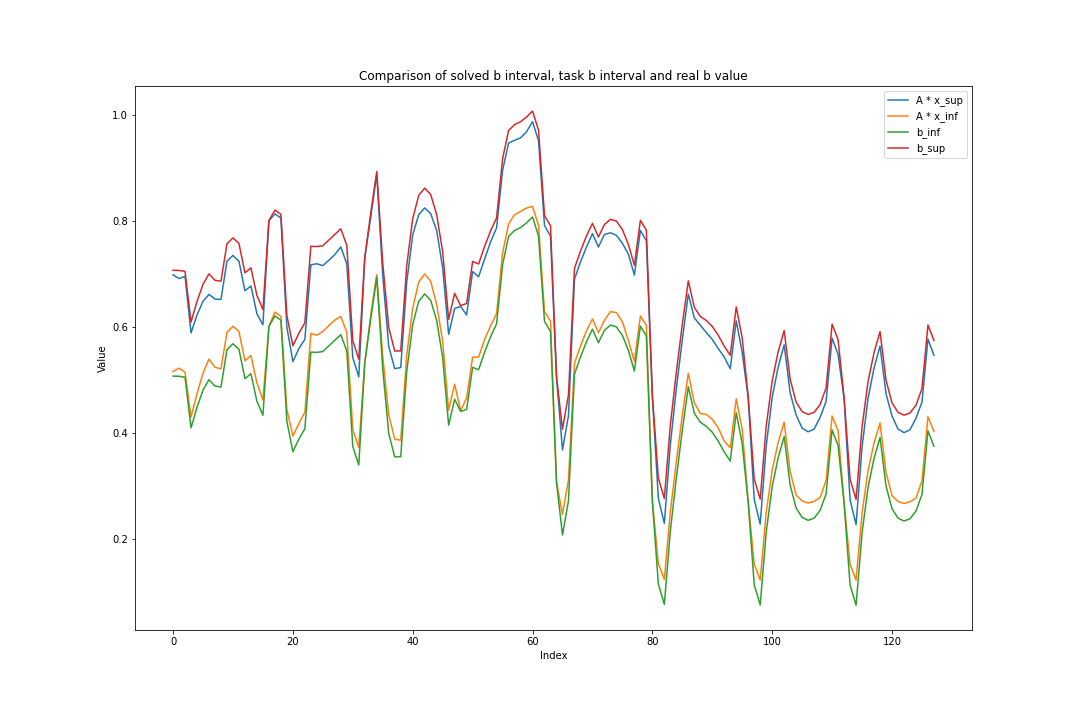 Comparison of solved b interval, task b interval and real b value
A * x_sup
A * x_inf
b_inf
b_sup
1.0
0.8
0.6
0.4
0.2
Value
0 20 40 60 80 100 120
Index